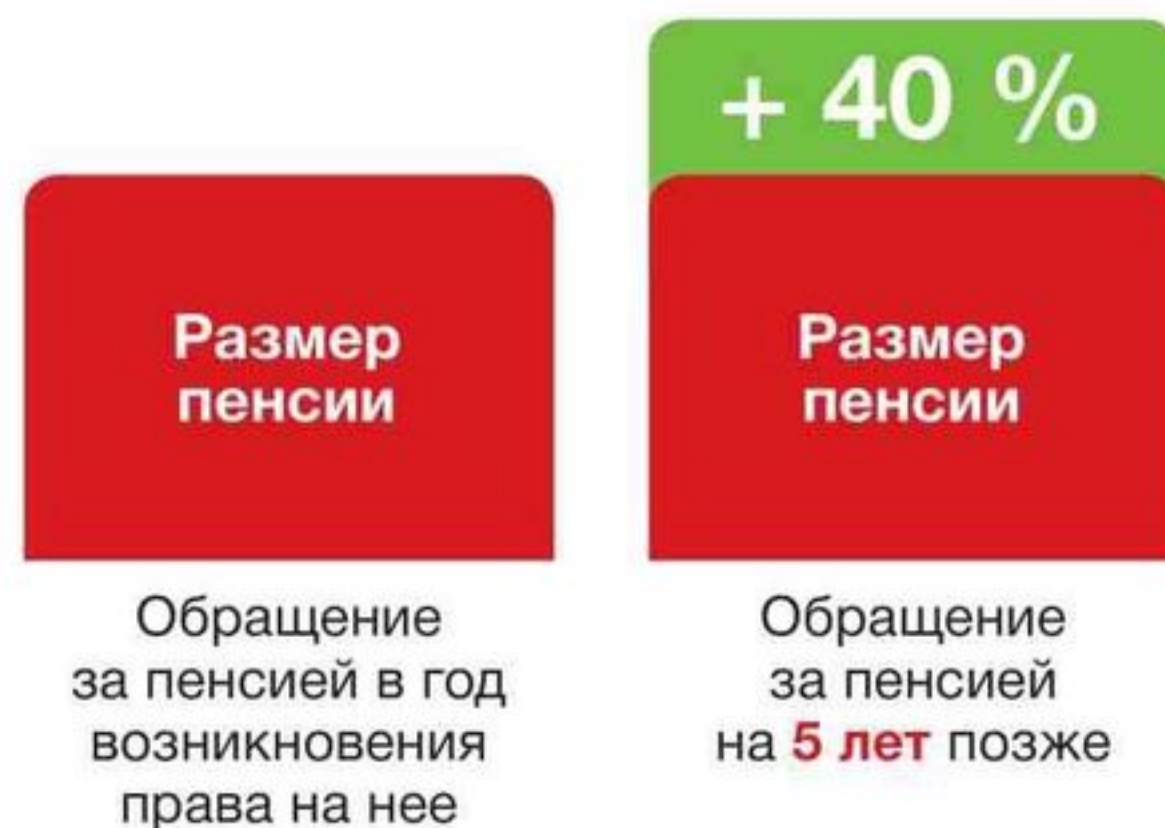 Размер
пенсии
Обращение
за пенсией в год
возникновения
права на нее
+ 40 %
Размер
пенсии
Обращение
за пенсией
на 5 лет позже